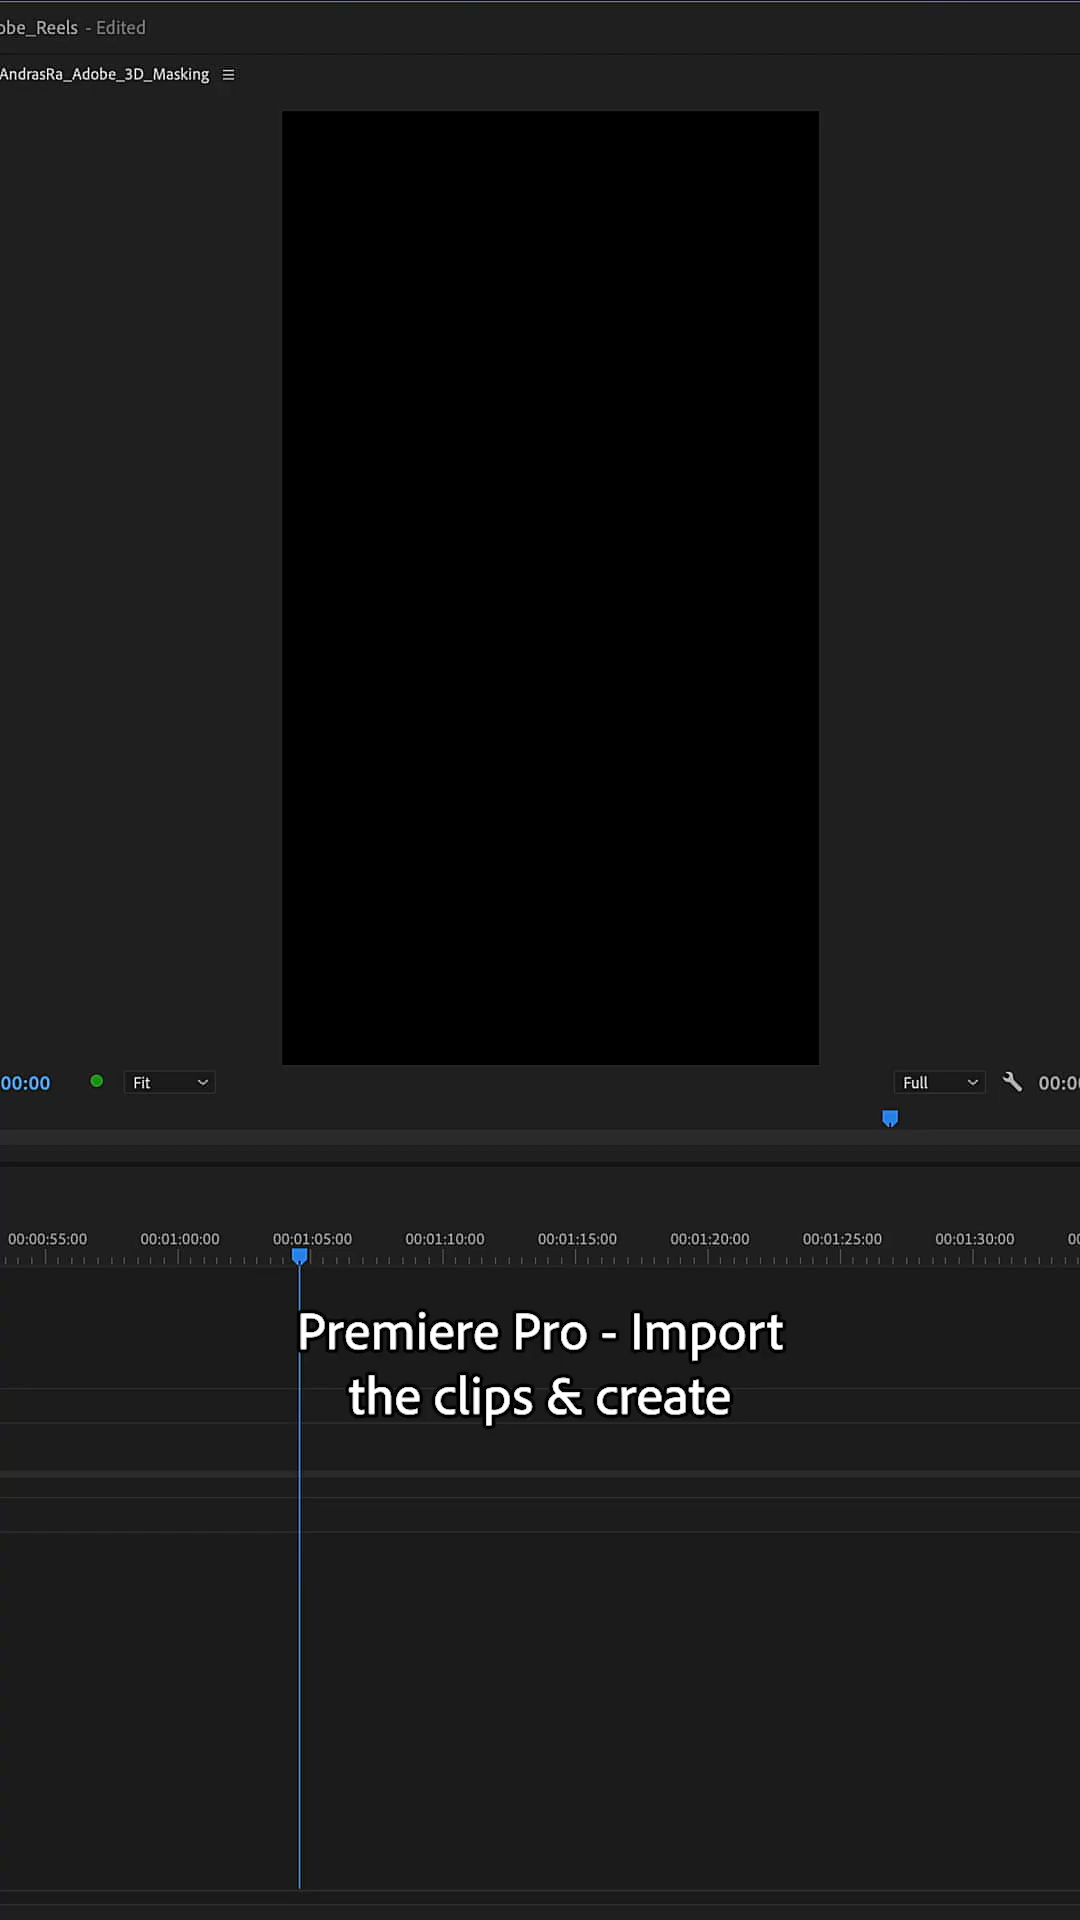 obe_Reels - Edited
AndrasRa_Adobe_3D_Masking
00:00 Fit Full 00:0
00:00:55:00 00:01:00:00 00:01:05:00 00:01:10:00 00:01:15:00 00:01:20:00 00:01:25:00 00:01:30:00 00
Premiere Pro - Import
the clips & create